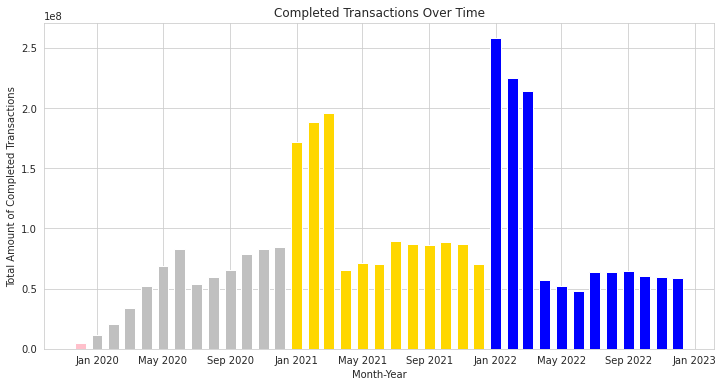 Completed Transactions Over Time
1e8
2.5
2.0
1.5
1.0
0.5
0.0
Total Amount of Completed Transactions
Jan 2020 May 2020 Sep 2020 Jan 2021 May 2021 Sep 2021 Jan 2022 May 2022 Sep 2022 Jan 2023
Month-Year